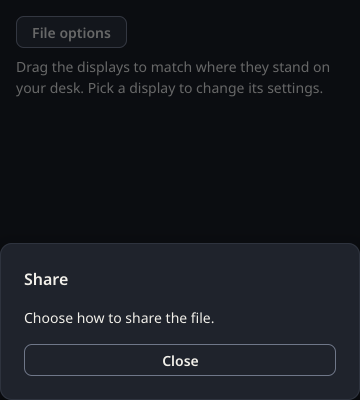 File options
Drag the displays to match where they stand on
your desk. Pick a display to change its settings.
Share
Choose how to share the file.
Close